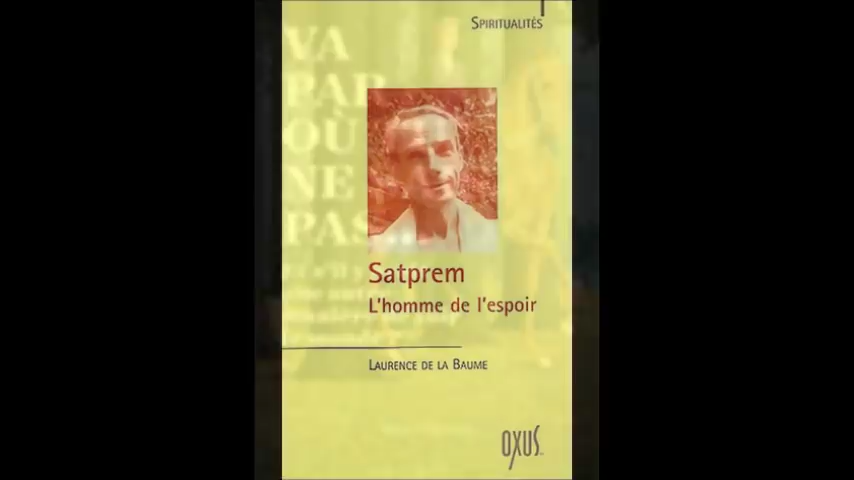 SPIRITUALITÉS
VA
PAR
OÙ
NE
PAS
Satprem
L'homme de l'espoir
LAURENCE DE LA BAUME
OXUS